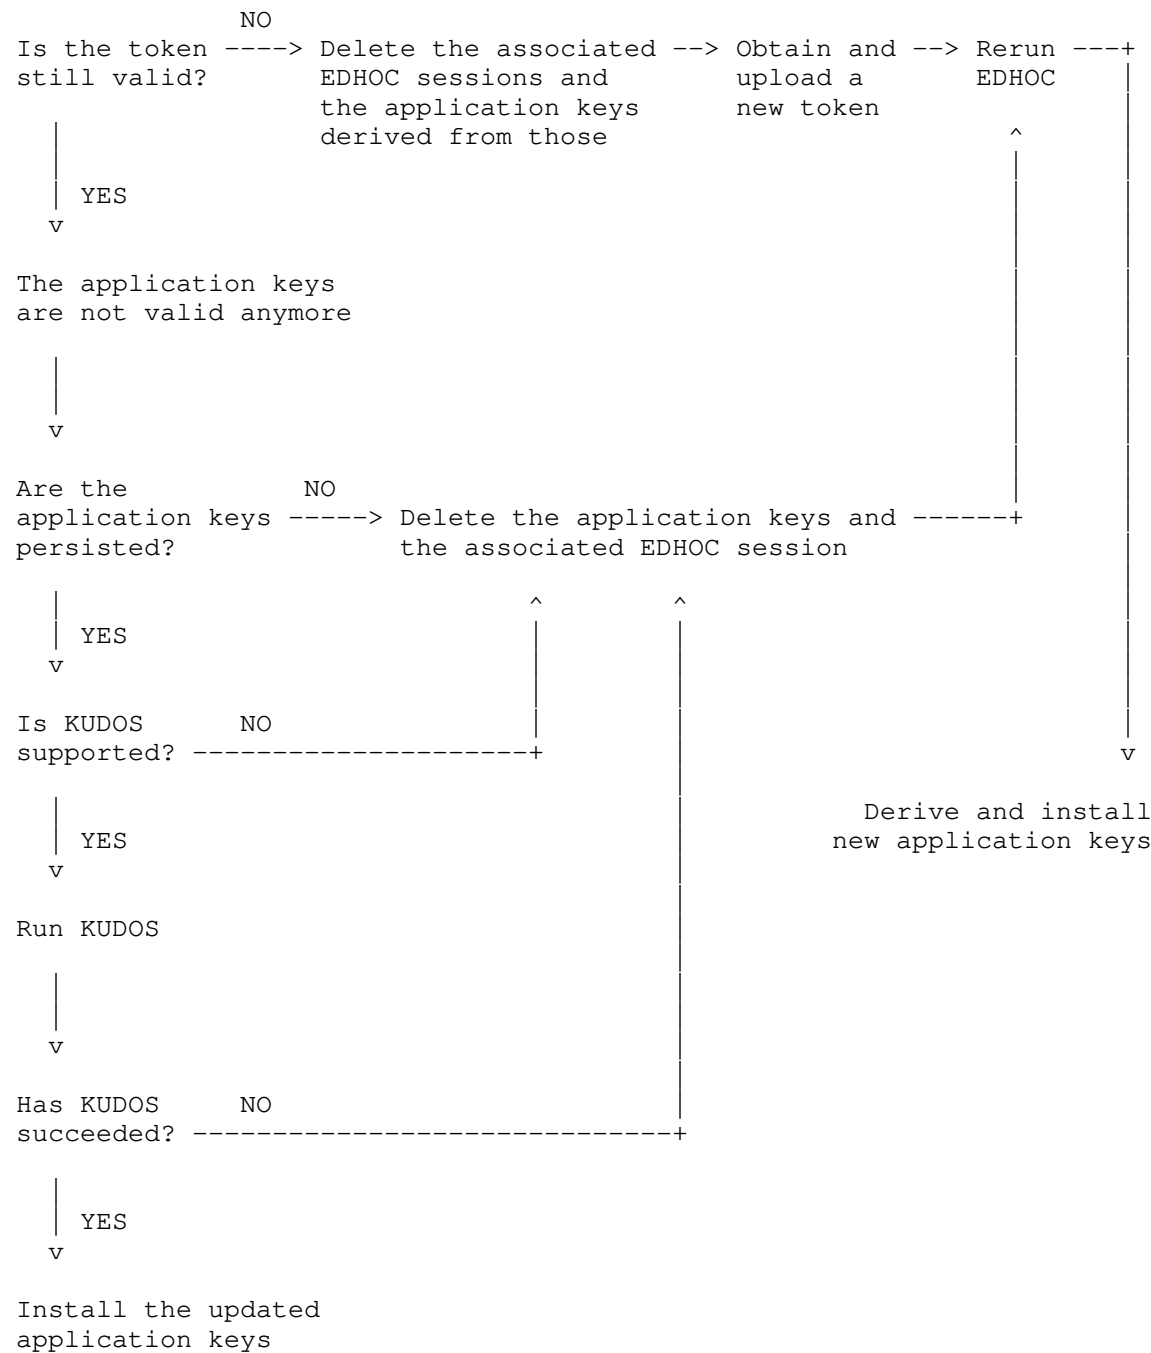 NO
Is the token ----> Delete the associated --> Obtain and --> Rerun ---+
still valid? EDHOC sessions and upload a EDHOC |
the application keys new token |
| derived from those ^ |
| | |
| YES | |
v | |
| |
The application keys | |
are not valid anymore | |
| |
| | |
| | |
v | |
| |
Are the NO | |
application keys -----> Delete the application keys and ------+ |
persisted? the associated EDHOC session |
|
| ^ ^ |
| YES | | |
v | | |
| | |
Is KUDOS NO | | |
supported? ---------------------+ | v
|
| | Derive and install
| YES | new application keys
v |
|
Run KUDOS |
|
| |
| |
v |
|
Has KUDOS NO |
succeeded? ------------------------------+
|
| YES
v
Install the updated
application keys